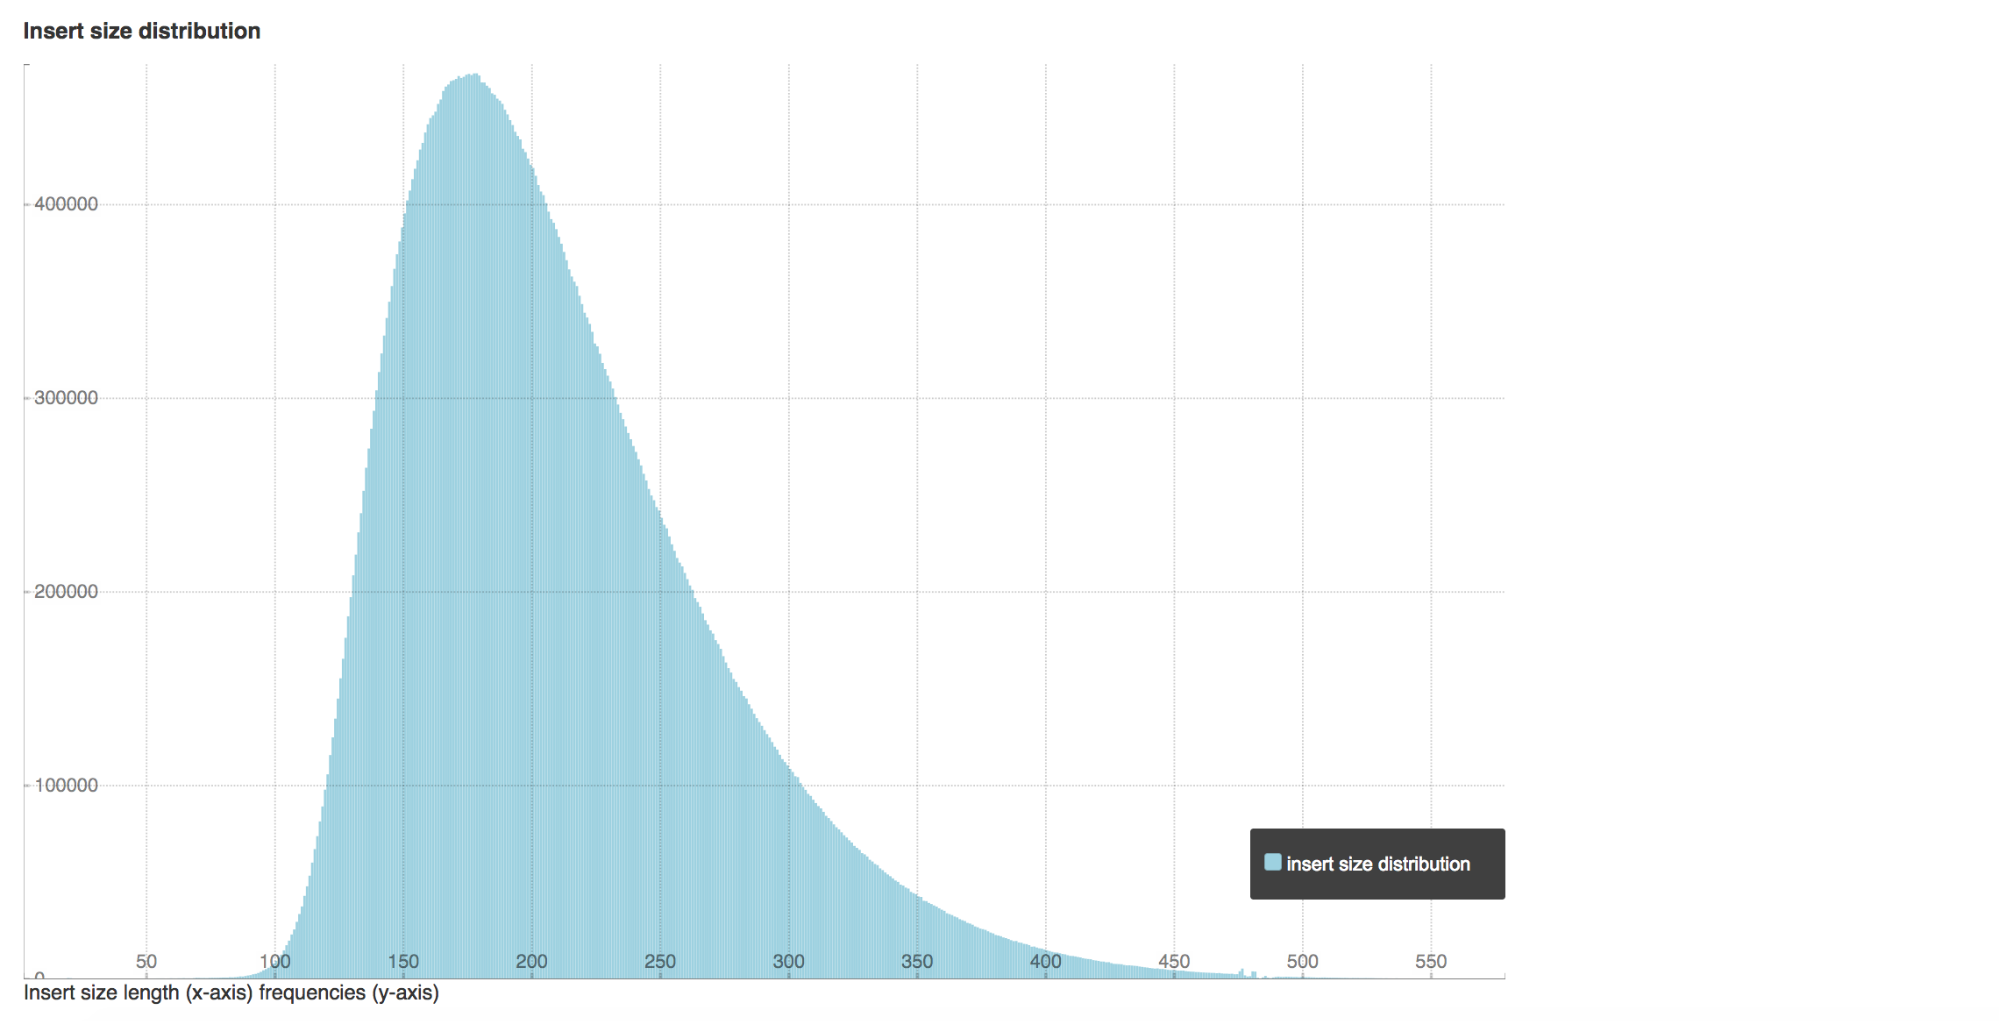 Insert size distribution
400000
300000
200000
100000
0
50 100 150 200 250 300 350 400 450 500 550
insert size distribution
Insert size length (x-axis) frequencies (y-axis)